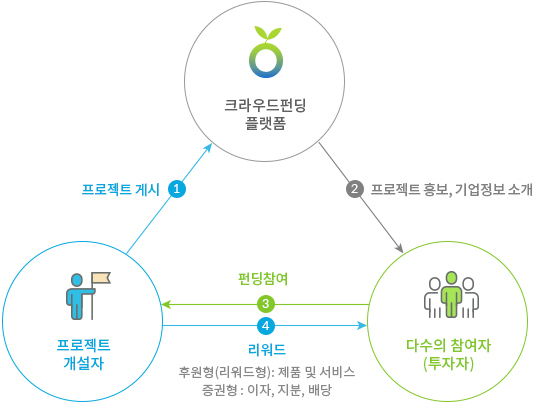 크라우드펀딩
플랫폼
프로젝트 게시 1
2 프로젝트 홍보, 기업정보 소개
펀딩참여
3
4
프로젝트
개설자
리워드
후원형(리워드형): 제품 및 서비스
증권형 : 이자, 지분, 배당
다수의 참여자
(투자자)